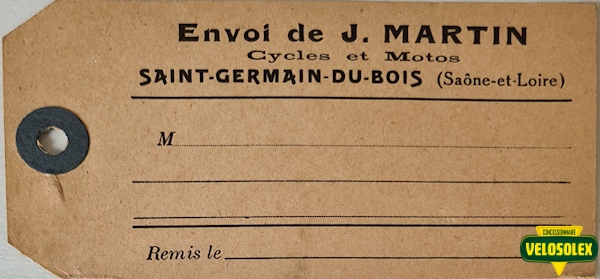 Envoi de J. MARTIN
Cycles et Motos
SAINT-GERMAIN-DU-BOIS (Saône-et-Loire)
M
Remis le
CONCESSIONNAIRE
VELOSOLEX